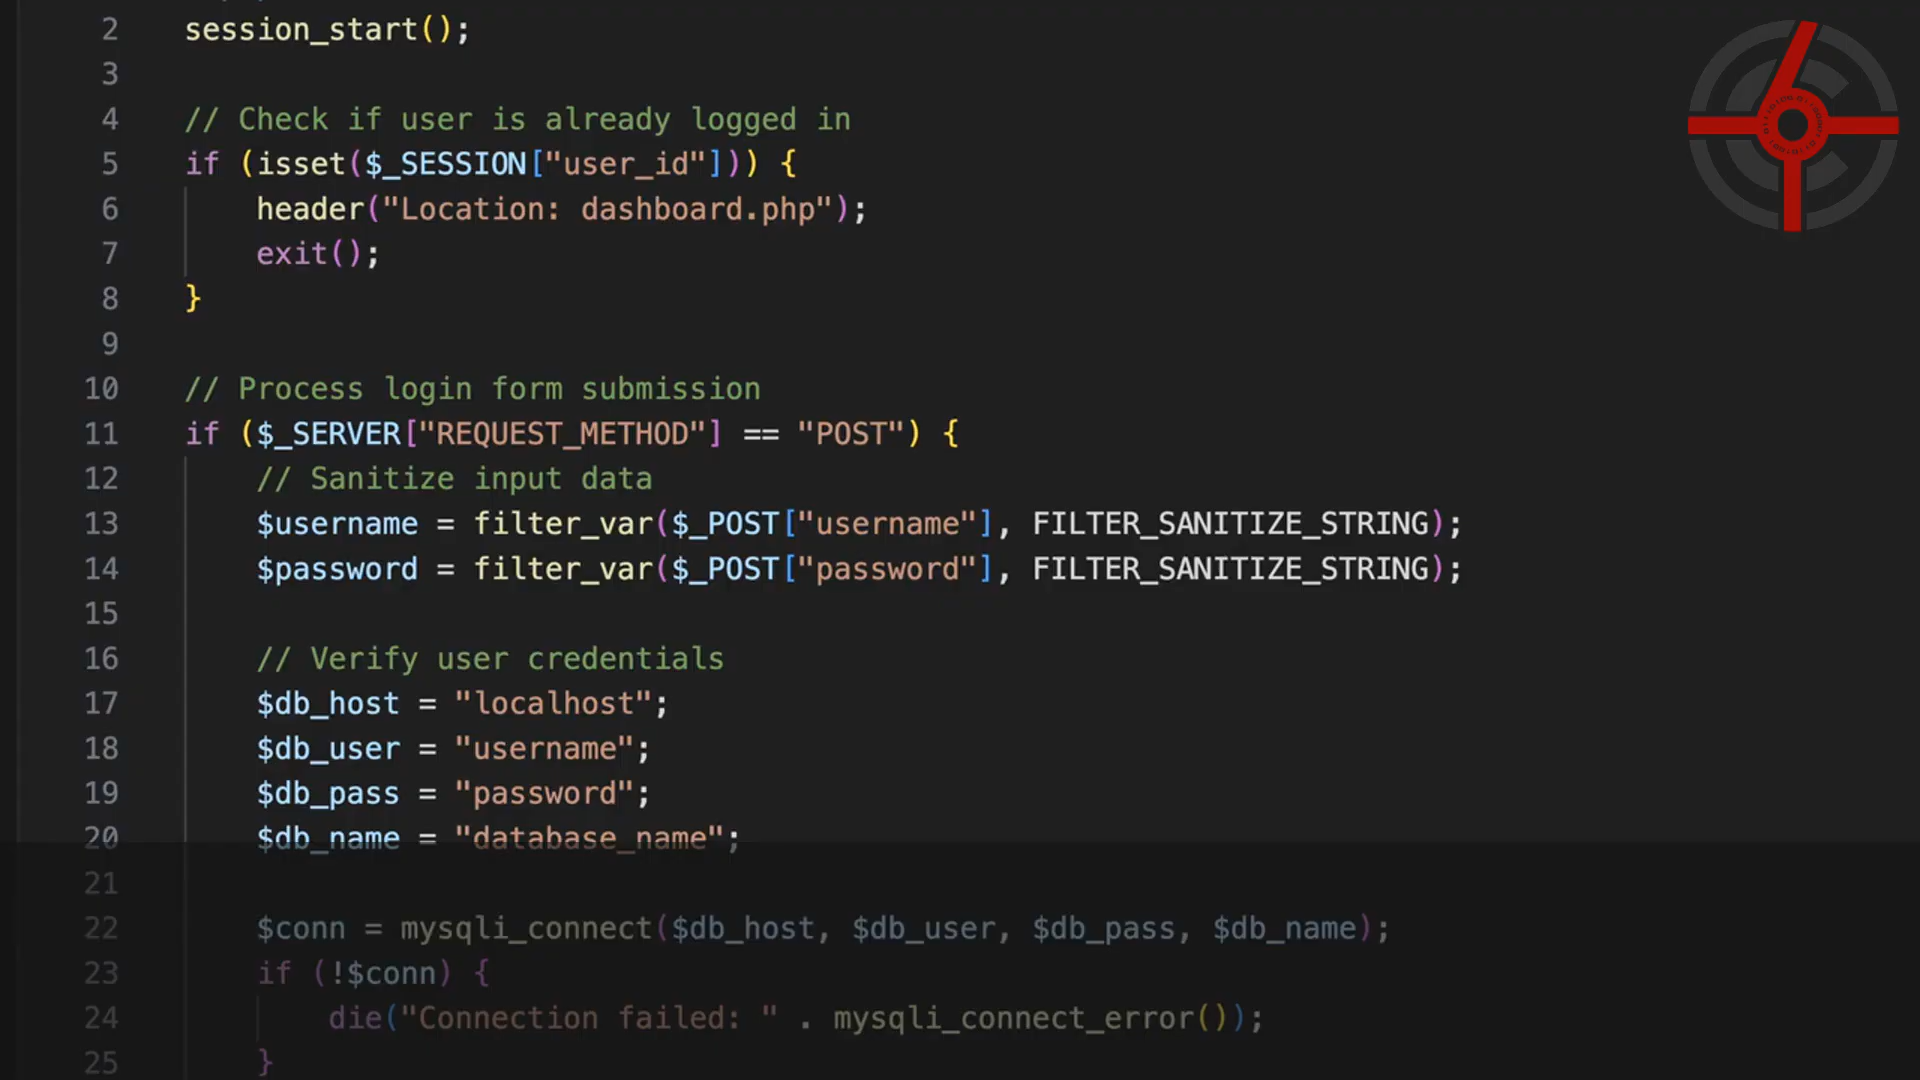 2 session_start();
3
4 // Check if user is already logged in
5 if (isset($_SESSION["user_id"])) {
6 header("Location: dashboard.php");
7 exit();
8 }
9
10 // Process login form submission
11 if ($_SERVER["REQUEST_METHOD"] == "POST") {
12 // Sanitize input data
13 $username = filter_var($_POST["username"], FILTER_SANITIZE_STRING);
14 $password = filter_var($_POST["password"], FILTER_SANITIZE_STRING);
15
16 // Verify user credentials
17 $db_host = "localhost";
18 $db_user = "username";
19 $db_pass = "password";
20 $db_name = "database_name";
21
22 $conn = mysqli_connect($db_host, $db_user, $db_pass, $db_name);
23 if (!$conn) {
24 die("Connection failed: " . mysqli_connect_error());
25 }